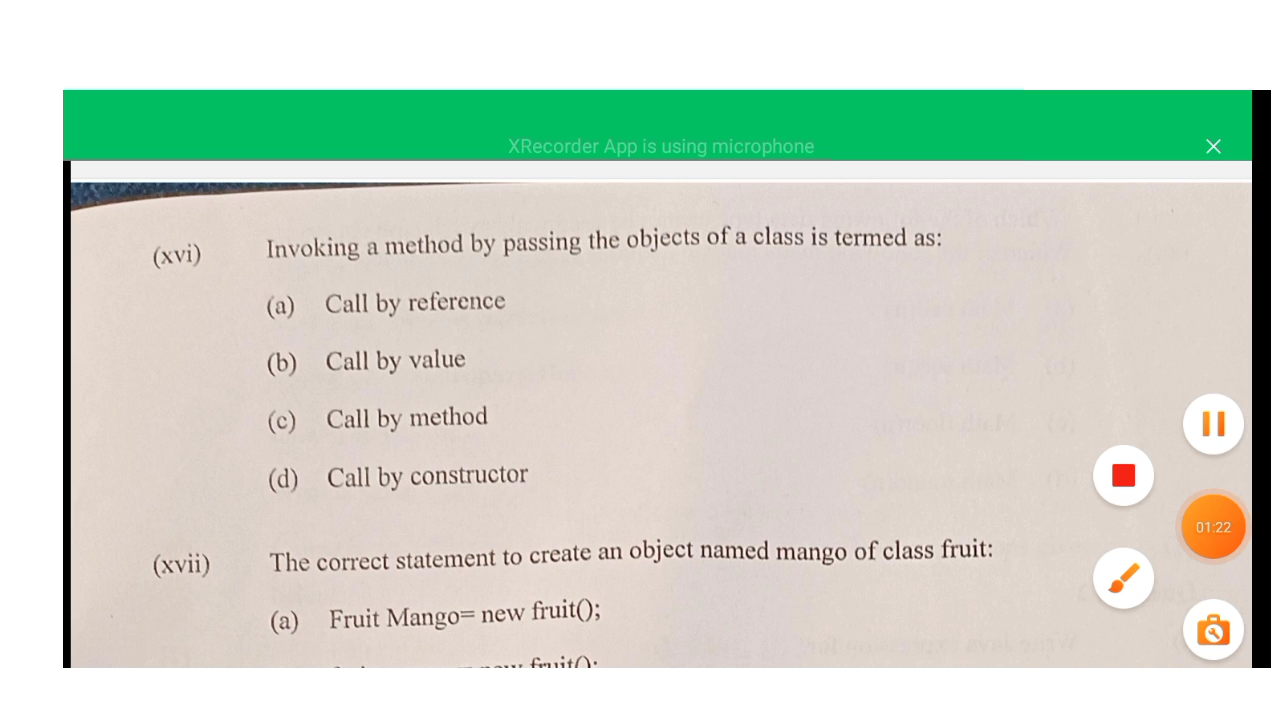 XRecorder App is using microphone
(xvi) Invoking a method by passing the objects of a class is termed as:
(a) Call by reference
(b) Call by value
(c) Call by method
(d) Call by constructor
(xvii) The correct statement to create an object named mango of class fruit:
(a) Fruit Mango= new fruit();
new fruit();
01:22